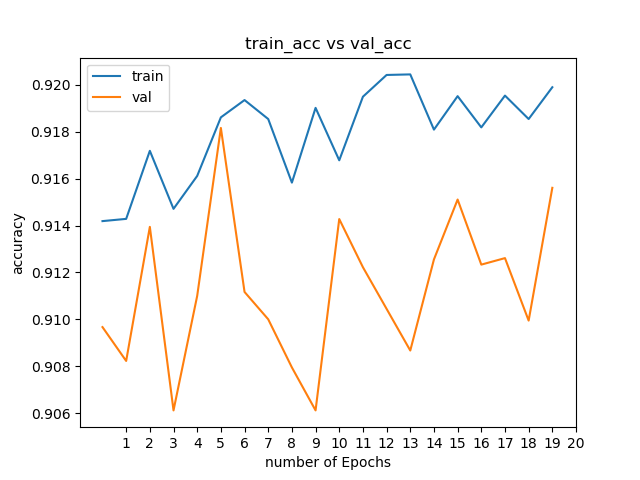 train_acc vs val_acc
train
val
0.920
0.918
0.916
0.914
0.912
0.910
0.908
0.906
accuracy
1 2 3 4 5 6 7 8 9 10 11 12 13 14 15 16 17 18 19 20
number of Epochs